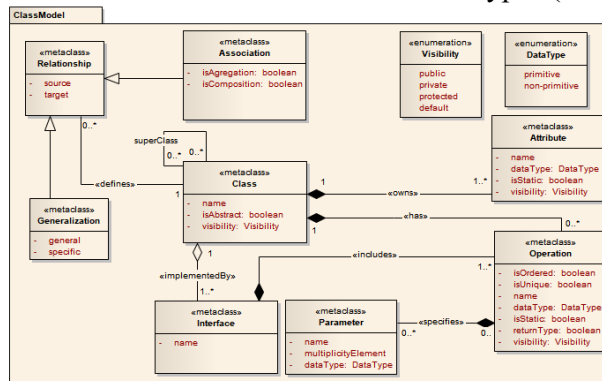 ClassModel
«metaclass»
Relationship
- source
- target
0..*
«metaclass»
Association
- isAgregation: boolean
- isComposition: boolean
«enumeration»
Visibility
public
private
protected
default
«enumeration»
DataType
primitive
non-primitive
«metaclass»
Attribute
- name
- dataType: DataType
- isStatic: boolean
- visibility: Visibility
superClass
0..*
0..*
«metaclass»
Class
- name
- isAbstract: boolean
- visibility: Visibility
«defines»
1
1
«owns»
1..*
1
«has»
0..*
«metaclass»
Generalization
- general
- specific
«implementedBy»
1..*
«includes»
1..*
«metaclass»
Operation
- isOrdered: boolean
- isUnique: boolean
- name
- dataType: DataType
- isStatic: boolean
- returnType: boolean
- visibility: Visibility
«metaclass»
Interface
- name
«metaclass»
Parameter
- name
- multiplicityElement
- dataType: DataType
«specifies»
0..*
0..